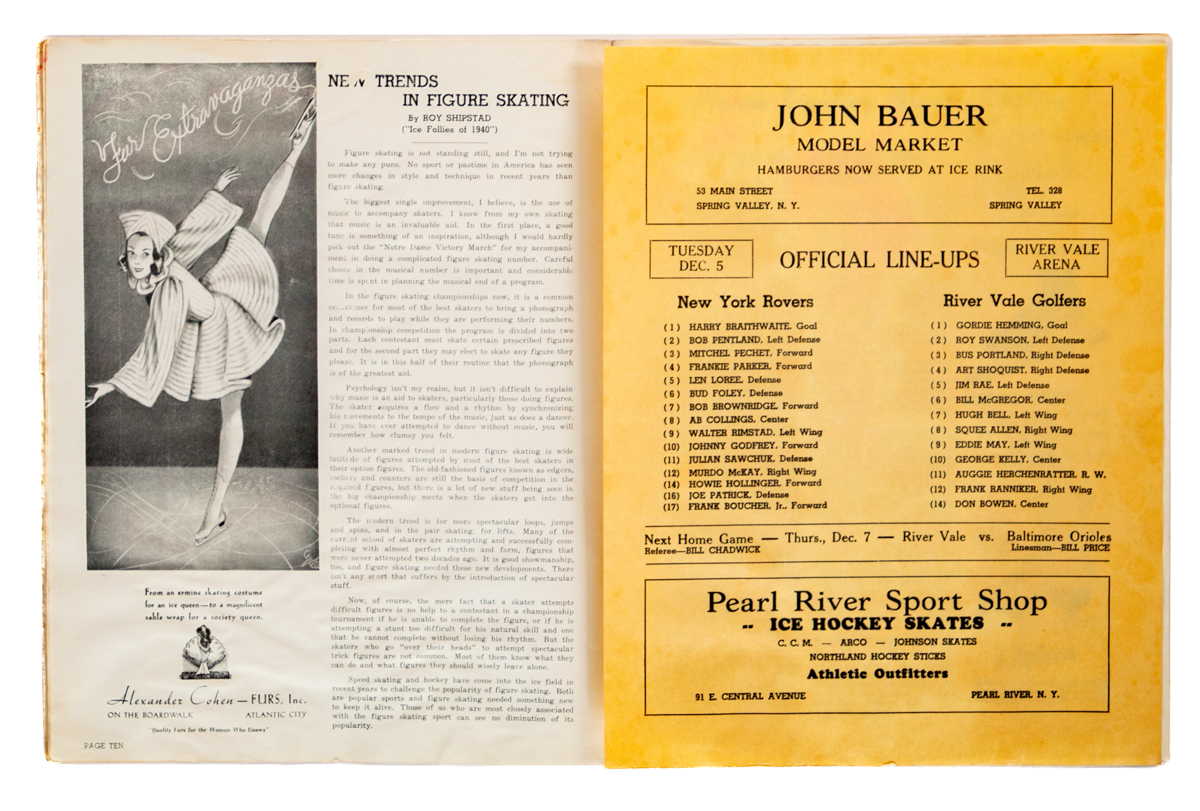 Fur Extravaganzas
From an ermine skating costume
for an ice queen—to a magnificent
sable wrap for a society queen.
Alexander Cohen — FURS, Inc.
ON THE BOARDWALK ATLANTIC CITY
"Quality Furs for the Woman Who Knows"
PAGE TEN
NEW TRENDS
IN FIGURE SKATING
By ROY SHIPSTAD
("Ice Follies of 1940")
Figure skating is not standing still, and I'm not trying
to make any puns. No sport or pastime in America has seen
more changes in style and technique in recent years than
figure skating.
The biggest single improvement, I believe, is the use of
music to accompany skaters. I know from my own skating
that music is an invaluable aid. In the first place, a good
tune is something of an inspiration, although I would hardly
pick out the "Notre Dame Victory March" for my accompani-
ment in doing a complicated figure skating number. Careful
choice in the musical number is important and considerable
time is spent in planning the musical end of a program.
In the figure skating championships now, it is a common
for most of the best skaters to bring a phonograph
and records to play while they are performing their numbers.
In championship competition the program is divided into two
parts. Each contestant must skate certain prescribed figures
and for the second part they may elect to skate any figure they
please. It is in this half of their routine that the phonograph
is of the greatest aid.
Psychology isn't my realm, but it isn't difficult to explain
why music is an aid to skaters, particularly those doing figures.
The skater acquires a flow and a rhythm by synchronizing
his movements to the tempo of the music, just as does a dancer.
If you have ever attempted to dance without music, you will
remember how clumsy you felt.
Another marked trend in modern figure skating is wide
latitude of figures attempted by most of the best skaters in
their option figures. The old-fashioned figures known as edgers,
rockers and counters are still the basis of competition in the
required figures, but there is a lot of new stuff being seen in
the big championship meets when the skaters get into the
optional figures.
The modern trend is for more spectacular loops, jumps
and spins, and in the pair skating, for lifts. Many of the
current school of skaters are attempting and successfully com-
pleting with almost perfect rhythm and form, figures that
were never attempted two decades ago. It is good showmanship,
too, and figure skating needed these new developments. There
isn't any sport that suffers by the introduction of spectacular
stuff.
Now, of course, the mere fact that a skater attempts
difficult figures is no help to a contestant in a championship
tournament if he is unable to complete the figure, or if he is
attempting a stunt too difficult for his natural skill and one
that he cannot complete without losing his rhythm. But the
skaters who go "over their heads" to attempt spectacular
trick figures are not common. Most of them know what they
can do and what figures they should wisely leave alone.
Speed skating and hockey have come into the ice field in
recent years to challenge the popularity of figure skating. Both
are popular sports and figure skating needed something new
to keep it alive. Those of us who are most closely associated
with the figure skating sport can see no diminution of its
popularity.
JOHN BAUER
MODEL MARKET
HAMBURGERS NOW SERVED AT ICE RINK
53 MAIN STREET TEL. 328
SPRING VALLEY, N. Y. SPRING VALLEY
TUESDAY
DEC. 5
OFFICIAL LINE-UPS
RIVER VALE
ARENA
New York Rovers
(1) HARRY BRAITHWAITE, Goal
(2) BOB PENTLAND, Left Defense
(3) MITCHEL PECHET, Forward
(4) FRANKIE PARKER, Forward
(5) LEN LOREE, Defense
(6) BUD FOLEY, Defense
(7) BOB BROWNRIDGE, Forward
(8) AB COLLINGS, Center
(9) WALTER RIMSTAD, Left Wing
(10) JOHNNY GODFREY, Forward
(11) JULIAN SAWCHUK, Defense
(12) MURDO McKAY, Right Wing
(14) HOWIE HOLLINGER, Forward
(16) JOE PATRICK, Defense
(17) FRANK BOUCHER, Jr., Forward
River Vale Golfers
(1) GORDIE HEMMING, Goal
(2) ROY SWANSON, Left Defense
(3) BUS PORTLAND, Right Defense
(4) ART SHOQUIST, Right Defense
(5) JIM RAE, Left Defense
(6) BILL McGREGOR, Center
(7) HUGH BELL, Left Wing
(8) SQUEE ALLEN, Right Wing
(9) EDDIE MAY, Left Wing
(10) GEORGE KELLY, Center
(11) AUGGIE HERCHENRATTER, R. W.
(12) FRANK RANNIKER, Right Wing
(14) DON BOWEN, Center
Next Home Game — Thurs., Dec. 7 — River Vale vs. Baltimore Orioles
Referee—BILL CHADWICK Linesman—BILL PRICE
Pearl River Sport Shop
-- ICE HOCKEY SKATES --
C. C. M. — ARCO — JOHNSON SKATES
NORTHLAND HOCKEY STICKS
Athletic Outfitters
91 E. CENTRAL AVENUE PEARL RIVER, N. Y.